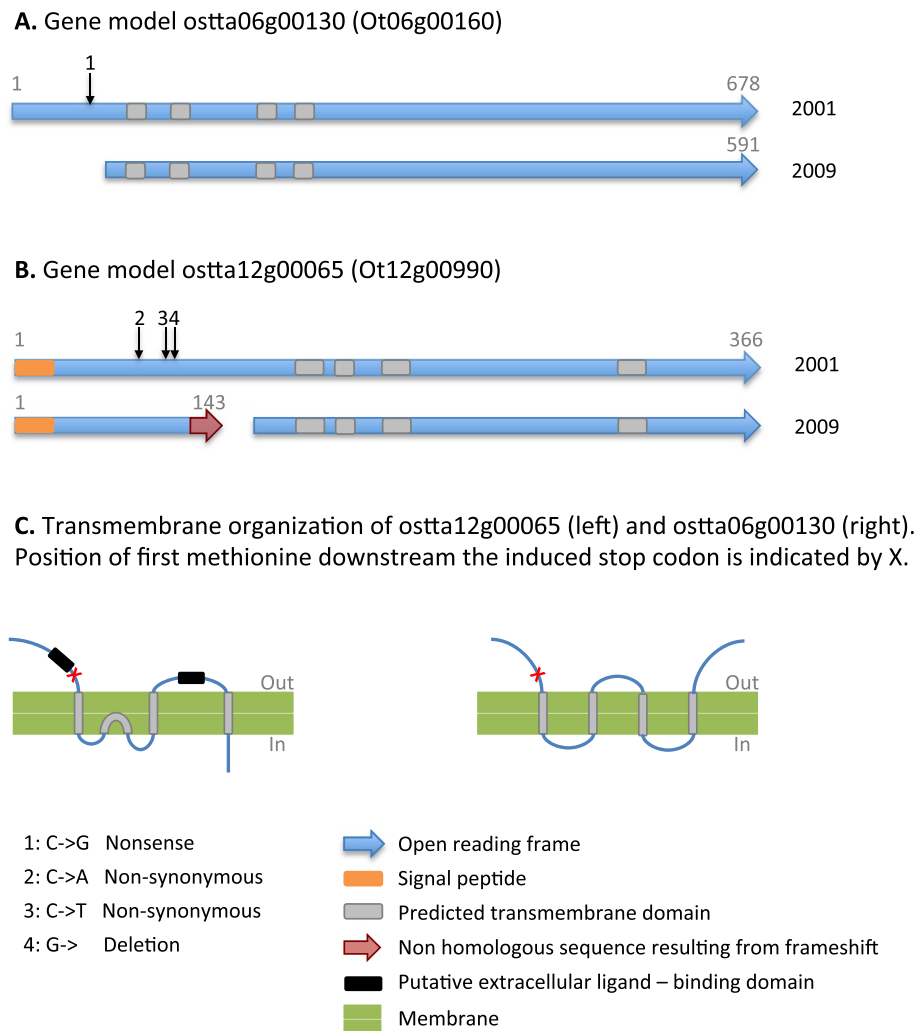 A. Gene model ostta06g00130 (Ot06g00160)
1
1 678
2001
591
2009
B. Gene model ostta12g00065 (Ot12g00990)
2 34
1 366
2001
1 143
2009
C. Transmembrane organization of ostta12g00065 (left) and ostta06g00130 (right).
Position of first methionine downstream the induced stop codon is indicated by X.
Out
In
Out
In
1: C->G Nonsense
2: C->A Non-synonymous
3: C->T Non-synonymous
4: G-> Deletion
Open reading frame
Signal peptide
Predicted transmembrane domain
Non homologous sequence resulting from frameshift
Putative extracellular ligand – binding domain
Membrane